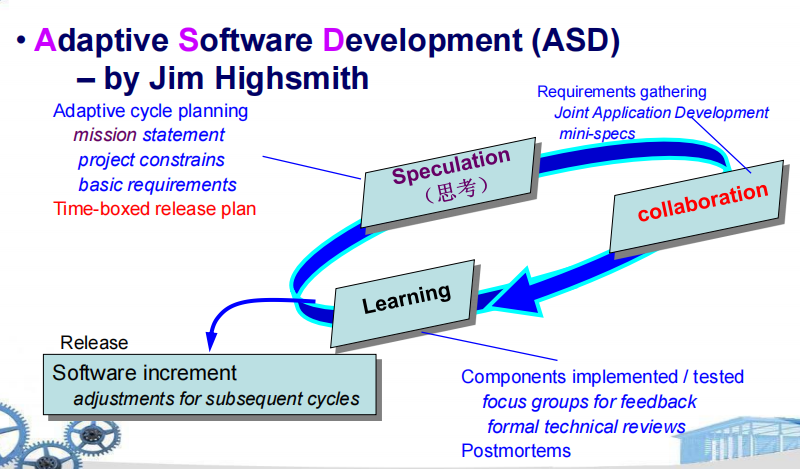 • Adaptive Software Development (ASD)
– by Jim Highsmith
Adaptive cycle planning
mission statement
project constrains
basic requirements
Time-boxed release plan
Requirements gathering
Joint Application Development
mini-specs
Speculation
（思考）
collaboration
Learning
Release
Software increment
adjustments for subsequent cycles
Components implemented / tested
focus groups for feedback
formal technical reviews
Postmortems